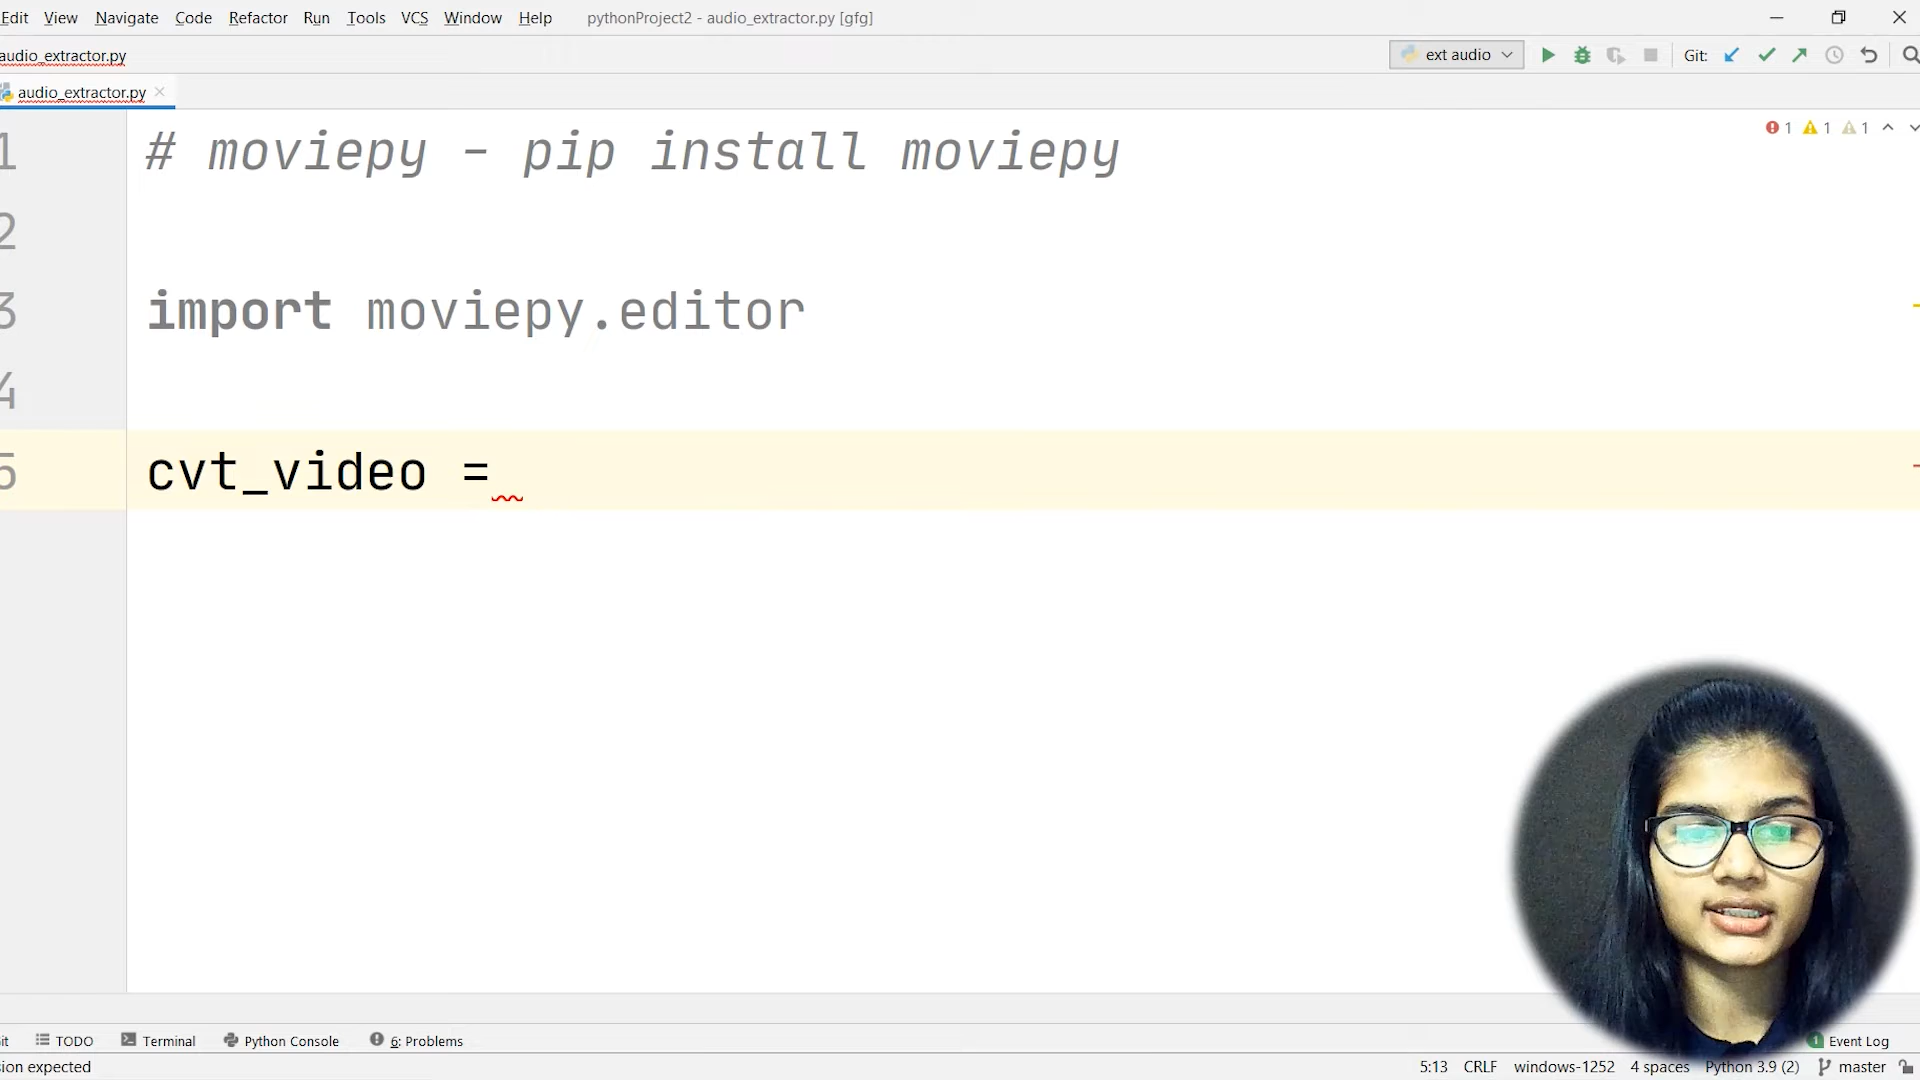 Edit View Navigate Code Refactor Run Tools VCS Window Help pythonProject2 - audio_extractor.py [gfg]
audio_extractor.py ext audio Git:
audio_extractor.py
1 1 1
1 # moviepy - pip install moviepy
2
3 import moviepy.editor
4
5 cvt_video =
it TODO Terminal Python Console 6: Problems 1 Event Log
sion expected 5:13 CRLF windows-1252 4 spaces Python 3.9 (2) master